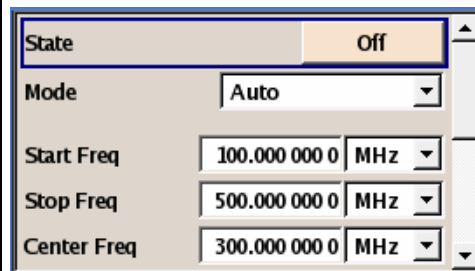 State Off
Mode Auto
Start Freq 100.000 000 0 MHz
Stop Freq 500.000 000 0 MHz
Center Freq 300.000 000 0 MHz